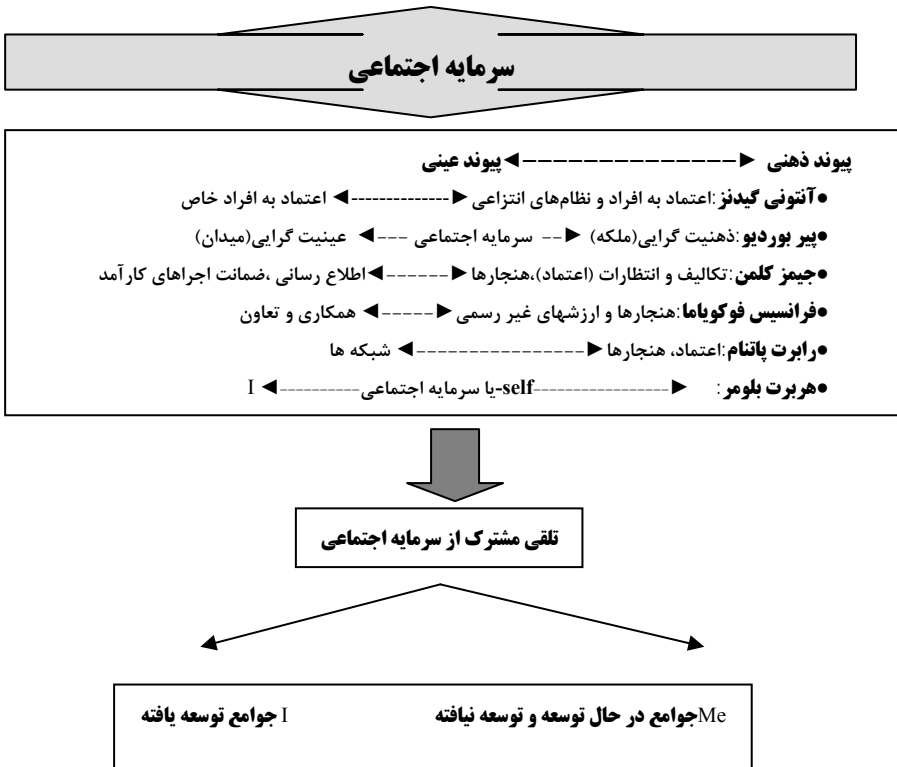 سرمایه اجتماعی
پیوند ذهنی ◄--------------► پیوند عینی
●آنتونی گیدنز:اعتماد به افراد و نظام‌های انتزاعی ◄--------------► اعتماد به افراد خاص
●پیر بوردیو:ذهنیت گرایی(ملکه) ◄-- سرمایه اجتماعی ---► عینیت گرایی(میدان)
●جیمز کلمن:تکالیف و انتظارات (اعتماد)،هنجارها ◄------►اطلاع رسانی ،ضمانت اجراهای کارآمد
●فرانسیس فوکویاما:هنجارها و ارزشهای غیر رسمی ◄-----► همکاری و تعاون
●رابرت پاتنام:اعتماد، هنجارها ◄----------------► شبکه ها
●هربرت بلومر: ◄-----------------self-یا سرمایه اجتماعی----------► I
تلقی مشترک از سرمایه اجتماعی
Meجوامع در حال توسعه و توسعه نیافته I جوامع توسعه یافته